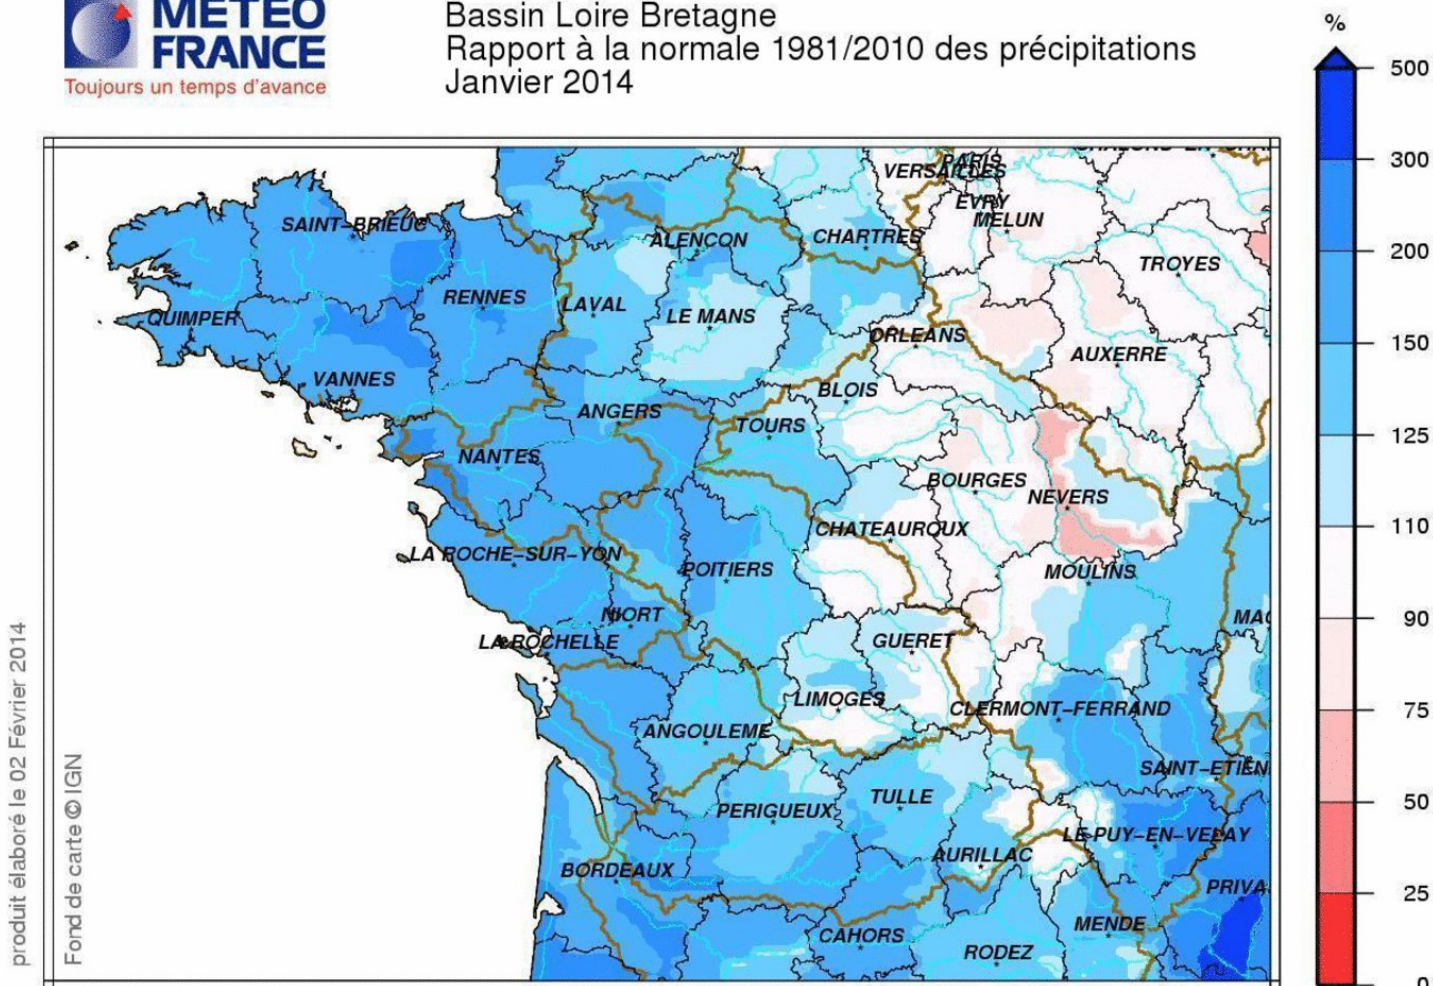 METEO
FRANCE
Toujours un temps d'avance
Bassin Loire Bretagne
Rapport à la normale 1981/2010 des précipitations
Janvier 2014
%
500
300
200
150
125
110
90
75
50
25
0
PARIS
VERSAILLES
EVRY
MELUN
SAINT-BRIEUC
ALENCON
CHARTRES
TROYES
QUIMPER
RENNES
LAVAL
LE MANS
ORLEANS
AUXERRE
VANNES
BLOIS
ANGERS
TOURS
NANTES
BOURGES
NEVERS
CHATEAUROUX
LA ROCHE-SUR-YON
POITIERS
MOULINS
NIORT
MAC
LA ROCHELLE
GUERET
LIMOGES
CLERMONT-FERRAND
ANGOULEME
SAINT-ETIEN
PERIGUEUX
TULLE
LE-PUY-EN-VELAY
AURILLAC
BORDEAUX
PRIVA
CAHORS
MENDE
RODEZ
produit élaboré le 02 Février 2014
Fond de carte © IGN